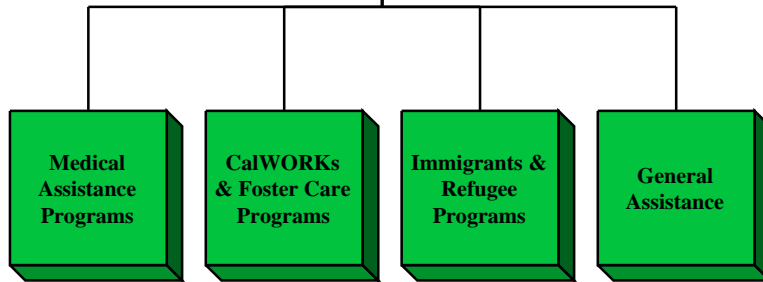 Medical
Assistance
Programs
CalWORKs
& Foster Care
Programs
Immigrants &
Refugee
Programs
General
Assistance